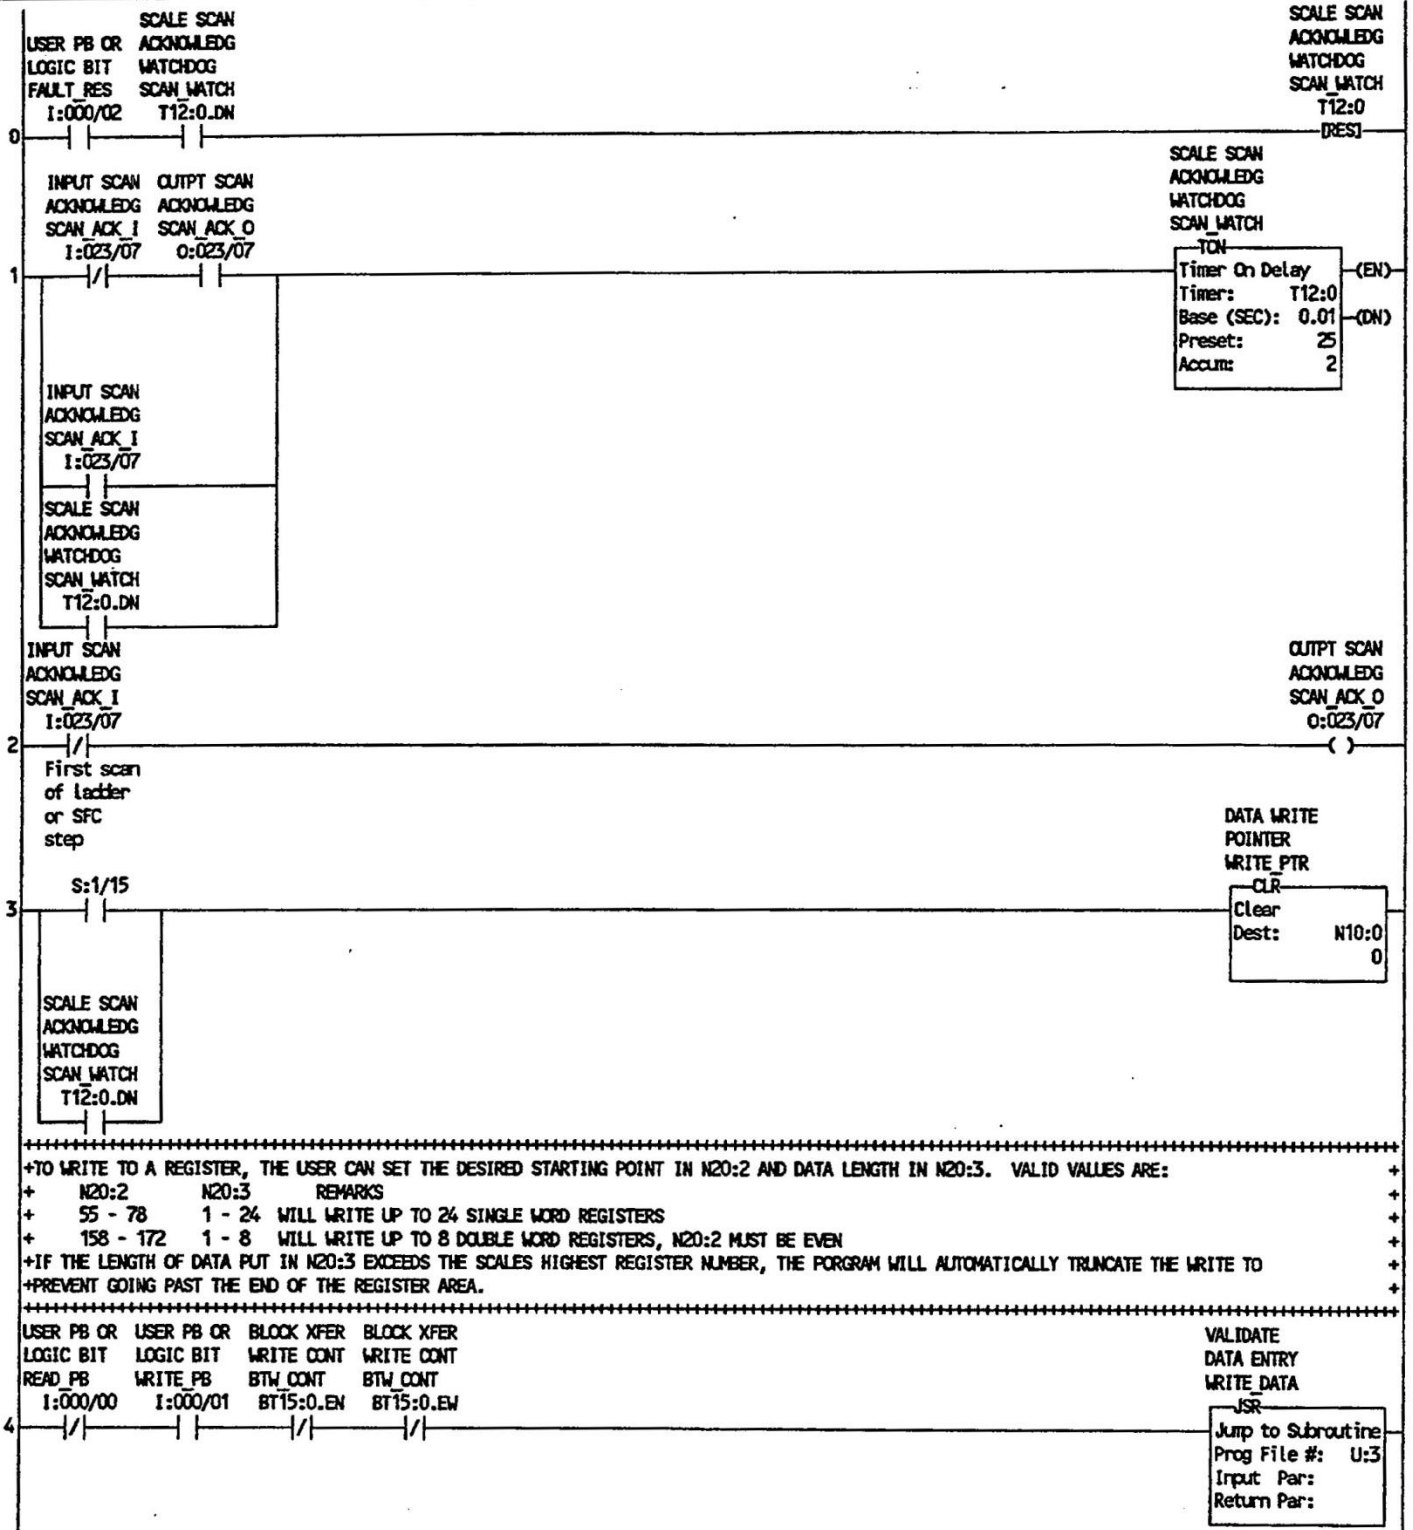 SCALE SCAN
USER PB OR ACKNOWLEDG
LOGIC BIT WATCHDOG
FAULT_RES SCAN_WATCH
I:000/02 T12:0.DN
SCALE SCAN
ACKNOWLEDG
WATCHDOG
SCAN_WATCH
T12:0
0
[RES]
INPUT SCAN OUTPT SCAN
ACKNOWLEDG ACKNOWLEDG
SCAN_ACK_I SCAN_ACK_O
I:023/07 O:023/07
SCALE SCAN
ACKNOWLEDG
WATCHDOG
SCAN_WATCH
1
TON
Timer On Delay (EN)
Timer: T12:0
Base (SEC): 0.01 (DN)
Preset: 25
Accum: 2
INPUT SCAN
ACKNOWLEDG
SCAN_ACK_I
I:023/07
SCALE SCAN
ACKNOWLEDG
WATCHDOG
SCAN_WATCH
T12:0.DN
INPUT SCAN
ACKNOWLEDG
SCAN_ACK_I
I:023/07
OUTPT SCAN
ACKNOWLEDG
SCAN_ACK_O
O:023/07
2
First scan
of ladder
or SFC
step
S:1/15
DATA WRITE
POINTER
WRITE_PTR
3
CLR
Clear
Dest: N10:0
0
SCALE SCAN
ACKNOWLEDG
WATCHDOG
SCAN_WATCH
T12:0.DN
+TO WRITE TO A REGISTER, THE USER CAN SET THE DESIRED STARTING POINT IN N20:2 AND DATA LENGTH IN N20:3. VALID VALUES ARE: +
+ N20:2 N20:3 REMARKS +
+ 55 - 78 1 - 24 WILL WRITE UP TO 24 SINGLE WORD REGISTERS +
+ 158 - 172 1 - 8 WILL WRITE UP TO 8 DOUBLE WORD REGISTERS, N20:2 MUST BE EVEN +
+IF THE LENGTH OF DATA PUT IN N20:3 EXCEEDS THE SCALES HIGHEST REGISTER NUMBER, THE PORGRAM WILL AUTOMATICALLY TRUNCATE THE WRITE TO +
+PREVENT GOING PAST THE END OF THE REGISTER AREA. +
USER PB OR USER PB OR BLOCK XFER BLOCK XFER
LOGIC BIT LOGIC BIT WRITE CONT WRITE CONT
READ_PB WRITE_PB BTW_CONT BTW_CONT
I:000/00 I:000/01 BT15:0.EN BT15:0.EW
VALIDATE
DATA ENTRY
WRITE_DATA
4
JSR
Jump to Subroutine
Prog File #: U:3
Input Par:
Return Par: